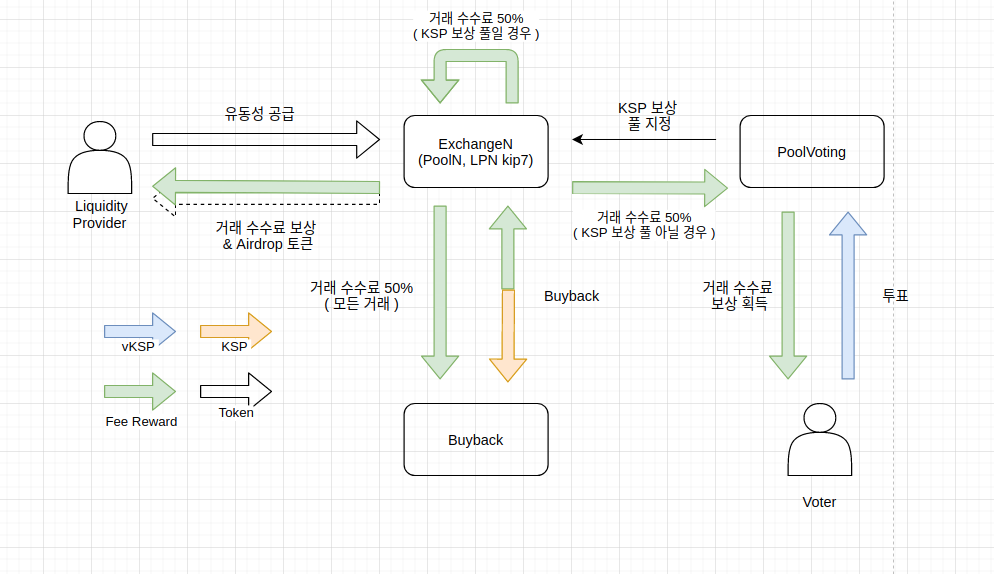 거래 수수료 50%
( KSP 보상 풀일 경우 )
유동성 공급
KSP 보상
풀 지정
ExchangeN
(PoolN, LPN kip7)
PoolVoting
Liquidity
Provider
거래 수수료 보상
& Airdrop 토큰
거래 수수료 50%
( KSP 보상 풀 아닐 경우 )
거래 수수료 50%
( 모든 거래 )
Buyback
거래 수수료
보상 획득
투표
vKSP
KSP
Fee Reward
Token
Buyback
Voter